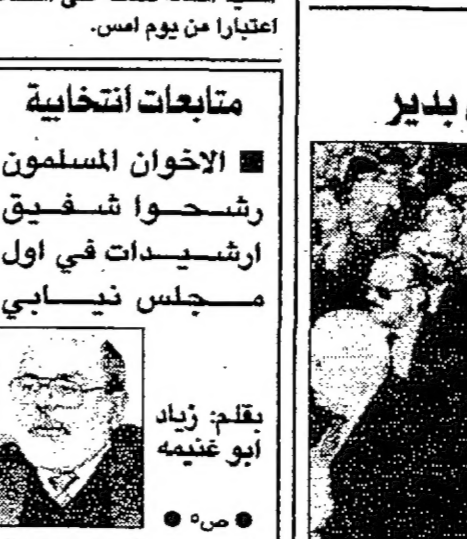 اعتبارا من يوم امس.
بدير
متابعات انتخابية
■ الاخوان المسلمون
رشحوا شفيق
ارشيدات في اول
مجلس نيابي
بقلم: زياد
ابو غنيمه
● ص٥ ●